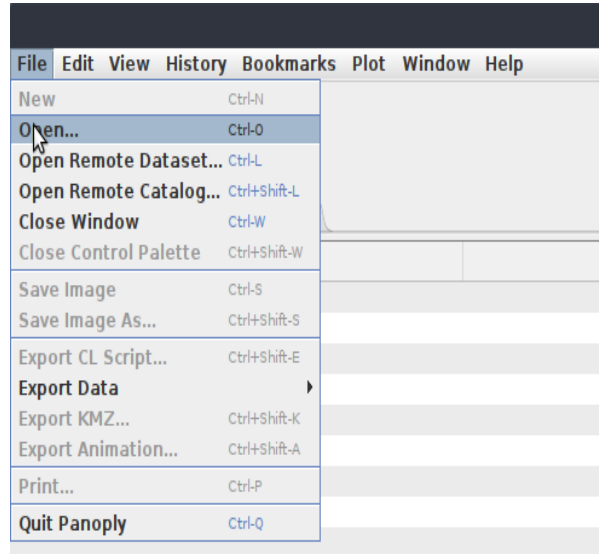 File Edit View History Bookmarks Plot Window Help
New Ctrl-N
Open... Ctrl-O
Open Remote Dataset... Ctrl-L
Open Remote Catalog... Ctrl+Shift-L
Close Window Ctrl-W
Close Control Palette Ctrl+Shift-W
Save Image Ctrl-S
Save Image As... Ctrl+Shift-S
Export CL Script... Ctrl+Shift-E
Export Data
Export KMZ... Ctrl+Shift-K
Export Animation... Ctrl+Shift-A
Print... Ctrl-P
Quit Panoply Ctrl-Q